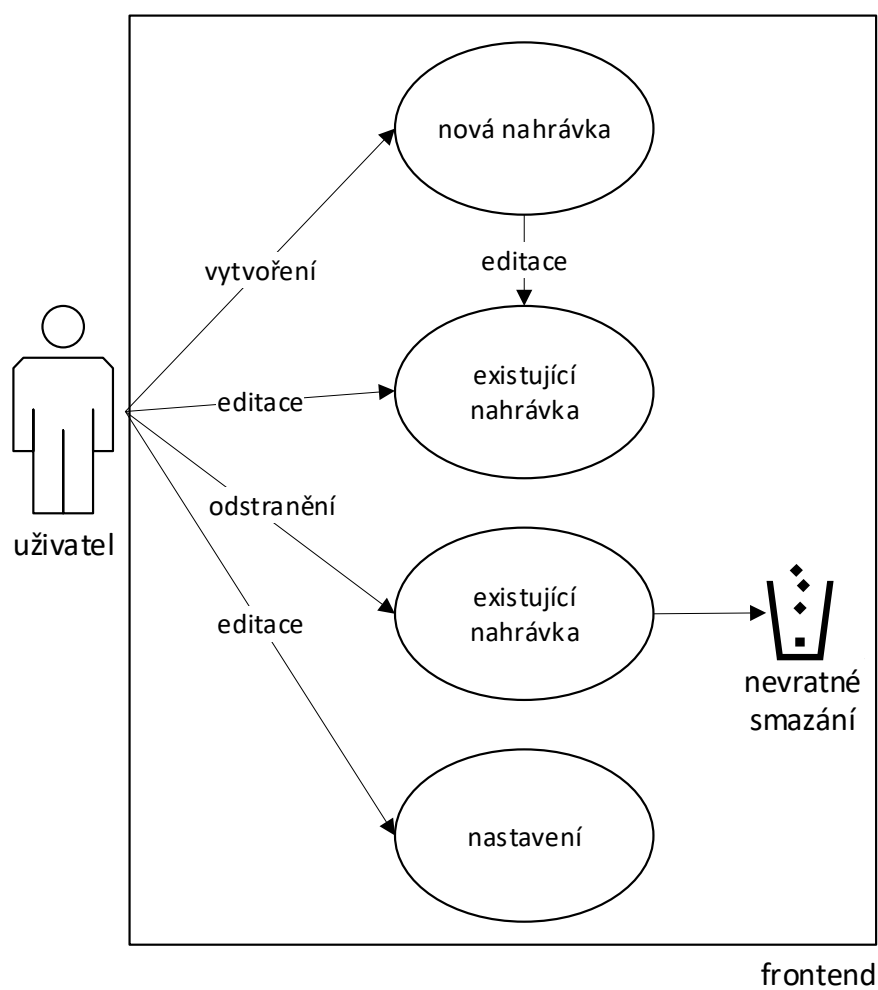 nová nahrávka
editace
vytvoření
existující
nahrávka
editace
odstranění
uživatel
existující
nahrávka
editace
nevratné
smazání
nastavení
frontend